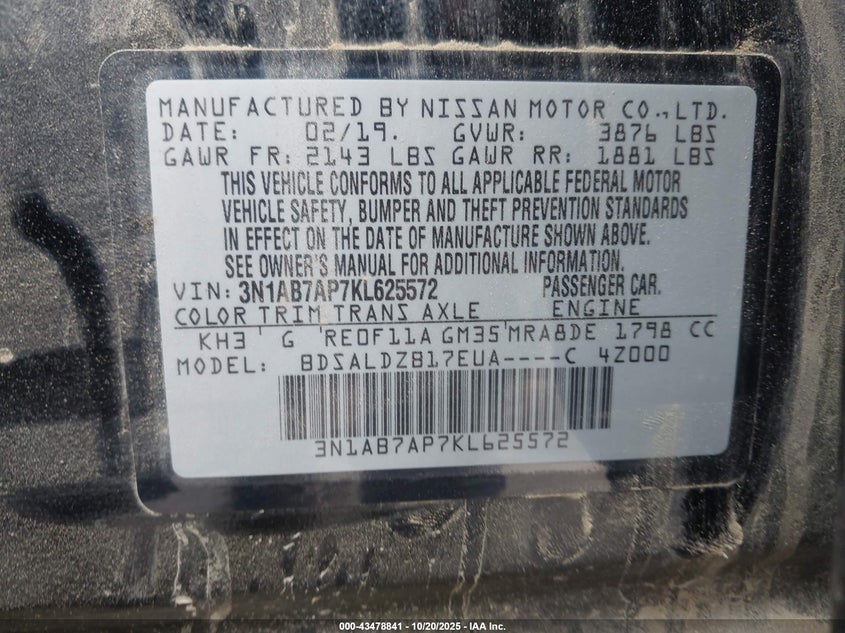 MANUFACTURED BY NISSAN MOTOR CO.,LTD.
DATE: 02/19. GVWR: 3876 LBS
GAWR FR: 2143 LBS GAWR RR: 1881 LBS
THIS VEHICLE CONFORMS TO ALL APPLICABLE FEDERAL MOTOR
VEHICLE SAFETY, BUMPER AND THEFT PREVENTION STANDARDS
IN EFFECT ON THE DATE OF MANUFACTURE SHOWN ABOVE.
SEE OWNER'S MANUAL FOR ADDITIONAL INFORMATION.
VIN: 3N1AB7AP7KL625572 PASSENGER CAR.
COLOR TRIM TRANS AXLE ENGINE
KH3 G RE0F11A GM35 MRA8DE 1798 CC
MODEL: BDSALDZB17EUA----C 4Z000
3N1AB7AP7KL625572
000-43478841 | 10/20/2025 - IAA Inc.